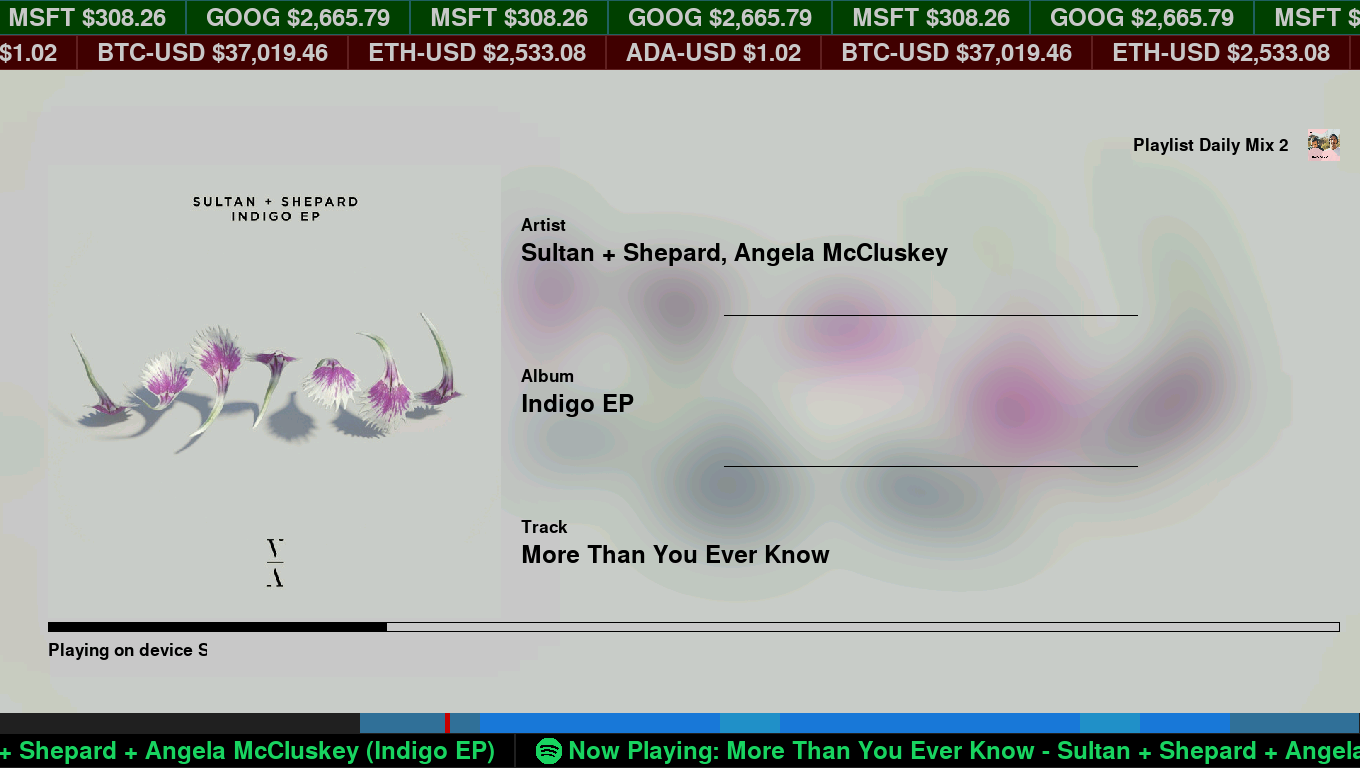 MSFT $308.26 GOOG $2,665.79 MSFT $308.26 GOOG $2,665.79 MSFT $308.26 GOOG $2,665.79 MSFT $
$1.02 BTC-USD $37,019.46 ETH-USD $2,533.08 ADA-USD $1.02 BTC-USD $37,019.46 ETH-USD $2,533.08
Playlist Daily Mix 2
SULTAN + SHEPARD
INDIGO EP
Artist
Sultan + Shepard, Angela McCluskey
Album
Indigo EP
Track
More Than You Ever Know
Playing on device S
+ Shepard + Angela McCluskey (Indigo EP) Now Playing: More Than You Ever Know - Sultan + Shepard + Angela